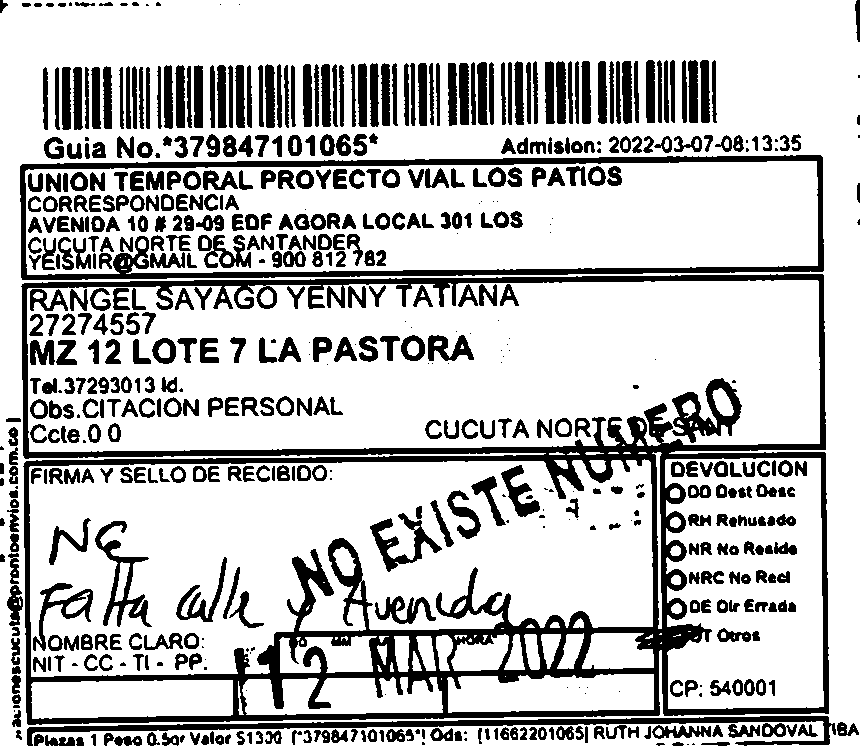 Guia No.*379847101065*
Admision: 2022-03-07-08:13:35
UNION TEMPORAL PROYECTO VIAL LOS PATIOS
CORRESPONDENCIA
AVENIDA 10 # 29-09 EDF AGORA LOCAL 301 LOS
CUCUTA NORTE DE SANTANDER
YEISMIR@GMAIL COM - 900 812 782
RANGEL SAYAGO YENNY TATIANA
27274557
MZ 12 LOTE 7 LA PASTORA
Tel.37293013 Id.
Obs.CITACION PERSONAL
Ccte.0 0
CUCUTA NORTE DE SANT
NO EXISTE NUMERO
FIRMA Y SELLO DE RECIBIDO:
NE
Falta calle y Avenida
NOMBRE CLARO:
NIT - CC - TI - PP.
HORA
12 MAR 2022
DEVOLUCION
DD Dest Desc
RH Rehusado
NR No Reside
NRC No Recl
DE Dir Errada
OT Otros
CP: 540001
Piezas 1 Peso 0.5gr Valor $1300 [*379847101065*] Ods: [11662201065] RUTH JOHANNA SANDOVAL